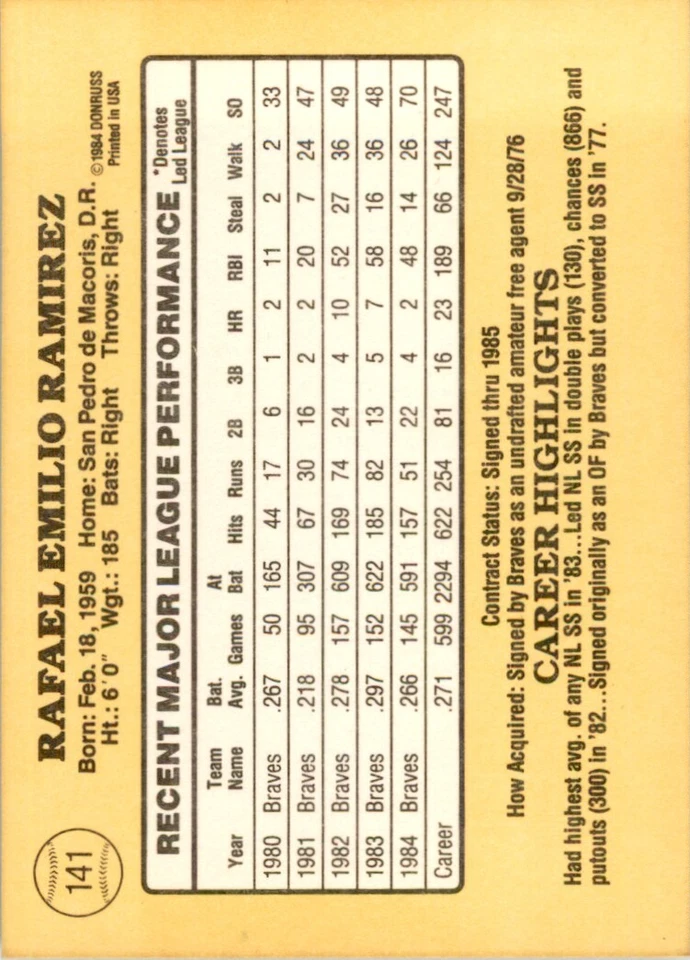 141
RAFAEL EMILIO RAMIREZ
Born: Feb. 18, 1959 Home: San Pedro de Macoris, D.R.
Ht.: 6'0" Wgt.: 185 Bats: Right Throws: Right
©1984 DONRUSS
Printed in USA
RECENT MAJOR LEAGUE PERFORMANCE
*Denotes
Led League
Team Bat. At
Year Name Avg. Games Bat Hits Runs 2B 3B HR RBI Steal Walk SO
1980 Braves .267 50 165 44 17 6 1 2 11 2 2 33
1981 Braves .218 95 307 67 30 16 2 2 20 7 24 47
1982 Braves .278 157 609 169 74 24 4 10 52 27 36 49
1983 Braves .297 152 622 185 82 13 5 7 58 16 36 48
1984 Braves .266 145 591 157 51 22 4 2 48 14 26 70
Career .271 599 2294 622 254 81 16 23 189 66 124 247
Contract Status: Signed thru 1985
How Acquired: Signed by Braves as an undrafted amateur free agent 9/28/76
CAREER HIGHLIGHTS
Had highest avg. of any NL SS in '83...Led NL SS in double plays (130), chances (866) and
putouts (300) in '82...Signed originally as an OF by Braves but converted to SS in '77.